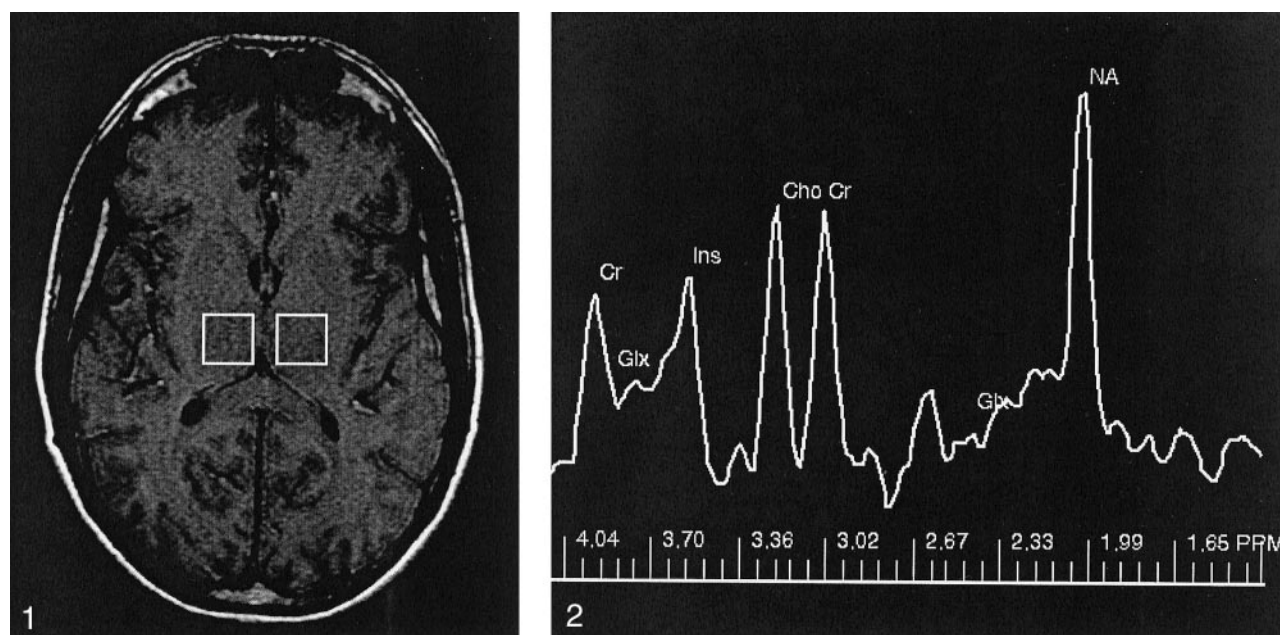 NA
Cho Cr
Ins
Cr
Glx
Glx
4,04 3,70 3,36 3,02 2,67 2,33 1,99 1,65 PPM
1
2